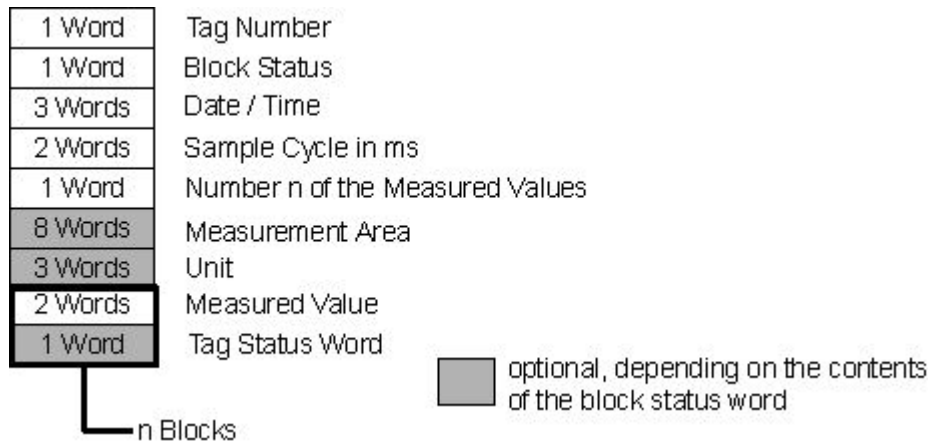 1 Word Tag Number
1 Word Block Status
3 Words Date / Time
2 Words Sample Cycle in ms
1 Word Number n of the Measured Values
8 Words Measurement Area
3 Words Unit
2 Words Measured Value
1 Word Tag Status Word
optional, depending on the contents
of the block status word
n Blocks